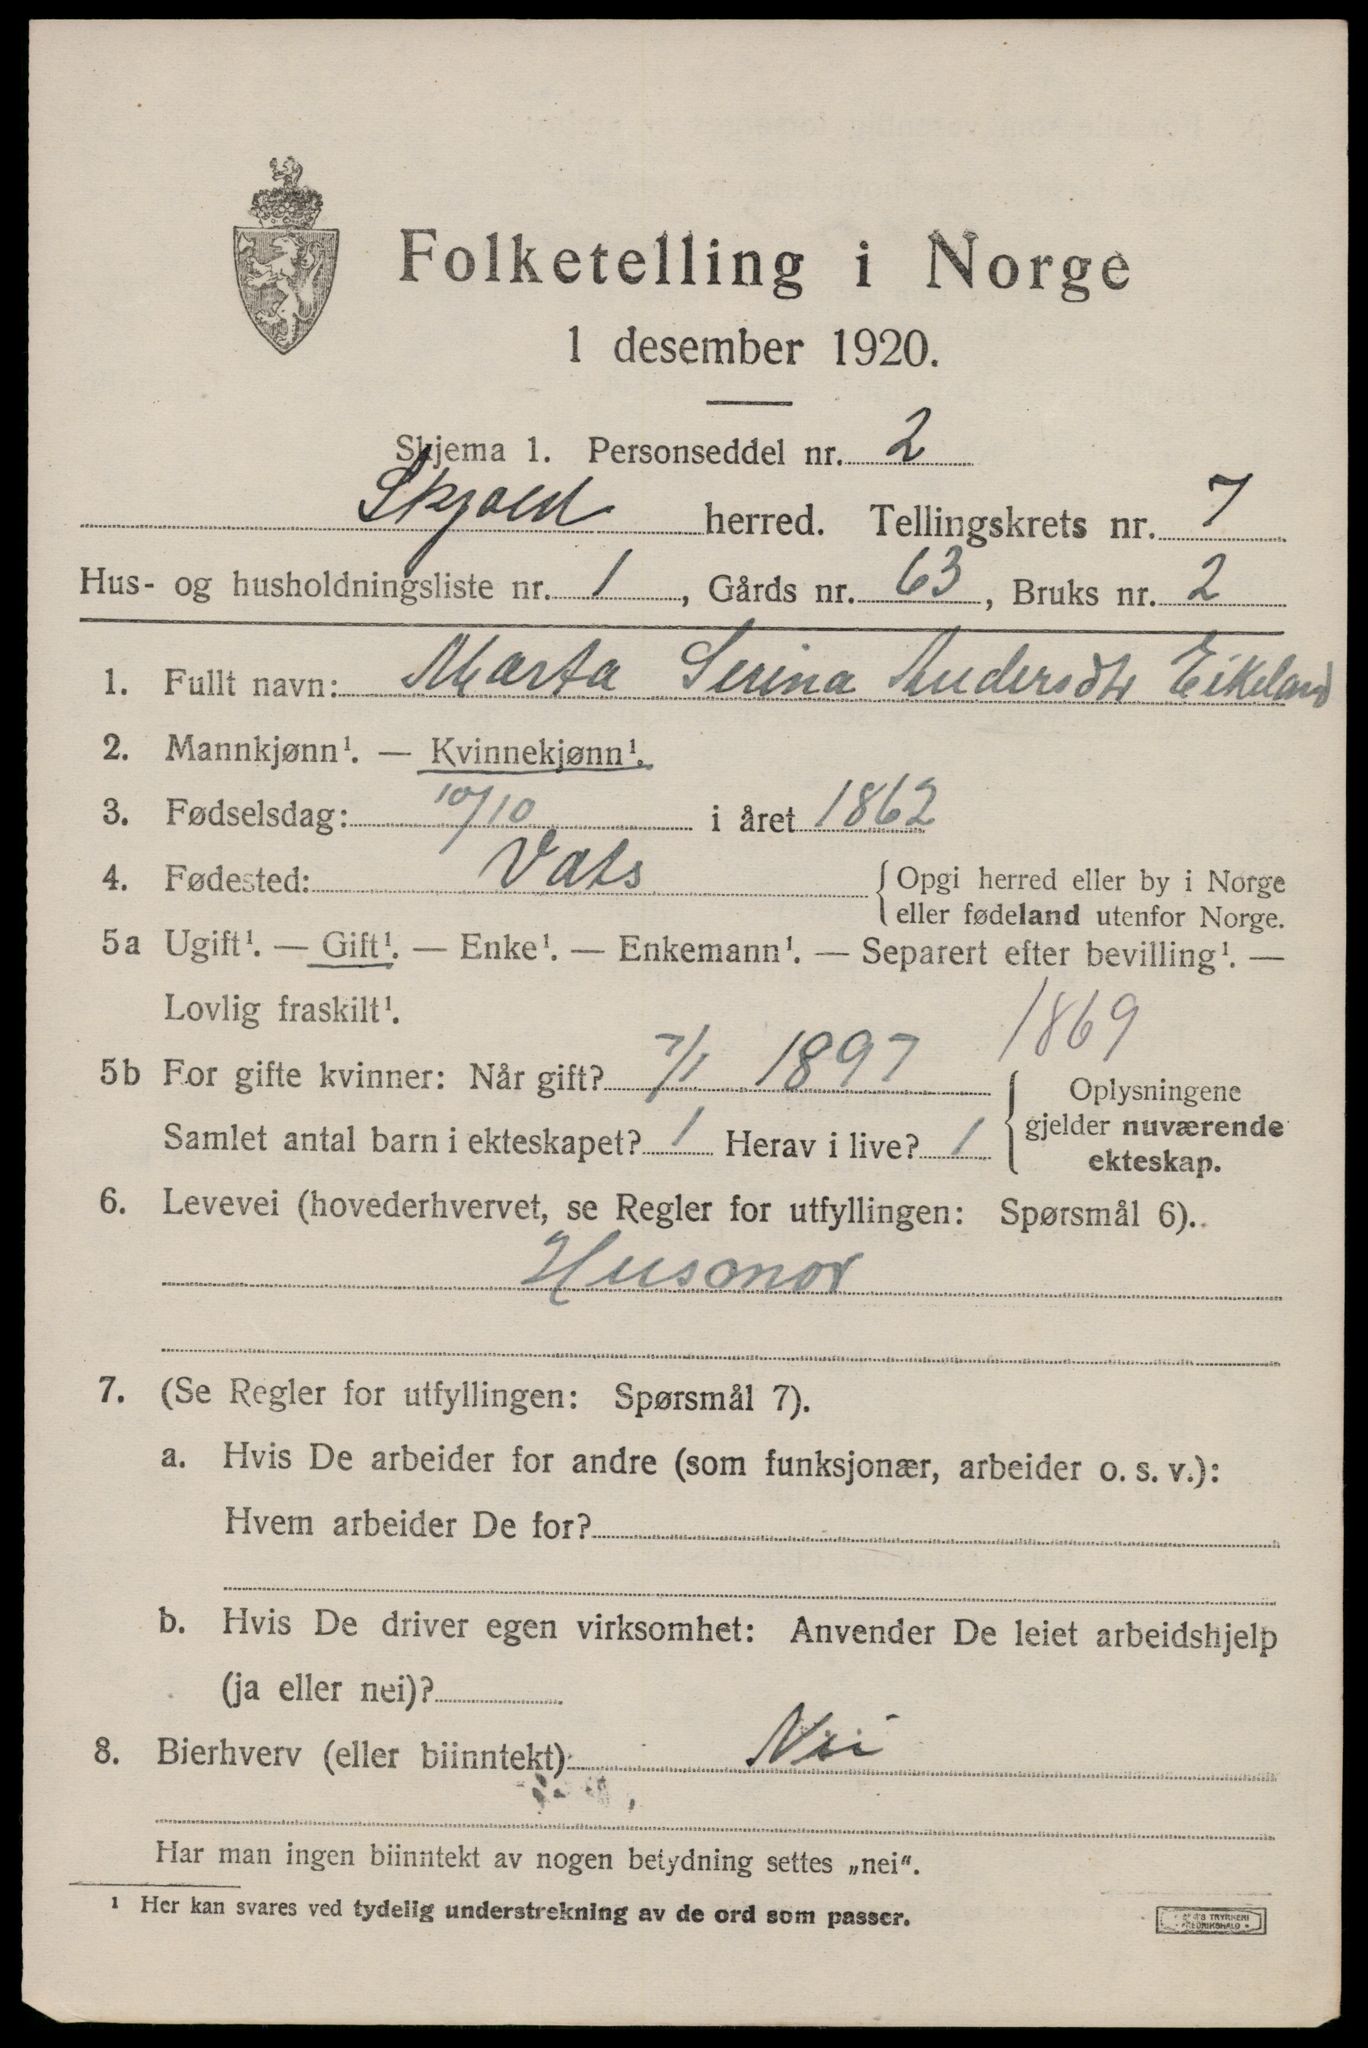 Folketelling i Norge
1 desember 1920.
Skjema 1. Personseddel nr. 2
Skjold herred. Tellingskrets nr. 7
Hus- og husholdningsliste nr. 1, Gårds nr. 63, Bruks nr. 2
1. Fullt navn: Marta Serina Andersdtr Eikeland
2. Mannkjønn¹. — Kvinnekjønn¹.
3. Fødselsdag: 10/10 i året 1862
4. Fødested: Vats { Opgi herred eller by i Norge
eller fødeland utenfor Norge.
5a Ugift¹. — Gift¹. — Enke¹. — Enkemann¹. — Separert efter bevilling¹. —
Lovlig fraskilt¹.
1869
5b For gifte kvinner: Når gift? 7/1 1897
Samlet antal barn i ekteskapet? 1 Herav i live? 1
{ Oplysningene
gjelder nuværende
ekteskap.
6. Levevei (hovederhvervet, se Regler for utfyllingen: Spørsmål 6).
Husmor
7. (Se Regler for utfyllingen: Spørsmål 7).
a. Hvis De arbeider for andre (som funksjonær, arbeider o. s. v.):
Hvem arbeider De for?
b. Hvis De driver egen virksomhet: Anvender De leiet arbeidshjelp
(ja eller nei)?
8. Bierhverv (eller biinntekt): Nei
Har man ingen biinntekt av nogen betydning settes „nei“.
¹ Her kan svares ved tydelig understrekning av de ord som passer.
TRYKKERI
FREDRIKSHALD